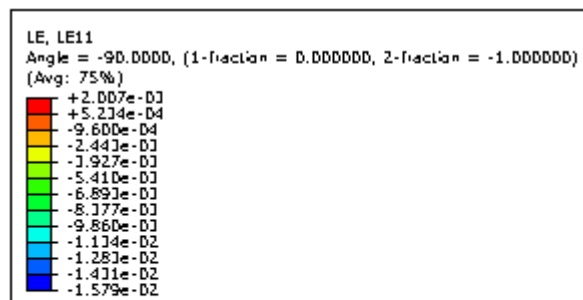 LE, LE11
Angle = -90.0000, (1-fraction = 0.000000, 2-fraction = -1.000000)
(Avg: 75%)
+2.007e-03
+5.234e-04
-9.600e-04
-2.443e-03
-3.927e-03
-5.410e-03
-6.893e-03
-8.377e-03
-9.860e-03
-1.134e-02
-1.283e-02
-1.431e-02
-1.579e-02